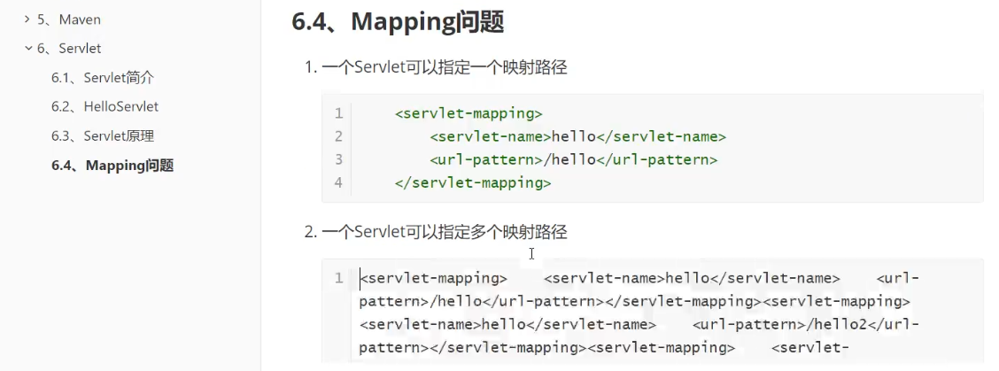 5、Maven
6、Servlet
6.1、Servlet简介
6.2、HelloServlet
6.3、Servlet原理
6.4、Mapping问题
6.4、Mapping问题
1. 一个Servlet可以指定一个映射路径
1 <servlet-mapping>
2 <servlet-name>hello</servlet-name>
3 <url-pattern>/hello</url-pattern>
4 </servlet-mapping>
2. 一个Servlet可以指定多个映射路径
1 <servlet-mapping> <servlet-name>hello</servlet-name> <url-
pattern>/hello</url-pattern></servlet-mapping><servlet-mapping>
<servlet-name>hello</servlet-name> <url-pattern>/hello2</url-
pattern></servlet-mapping><servlet-mapping> <servlet-